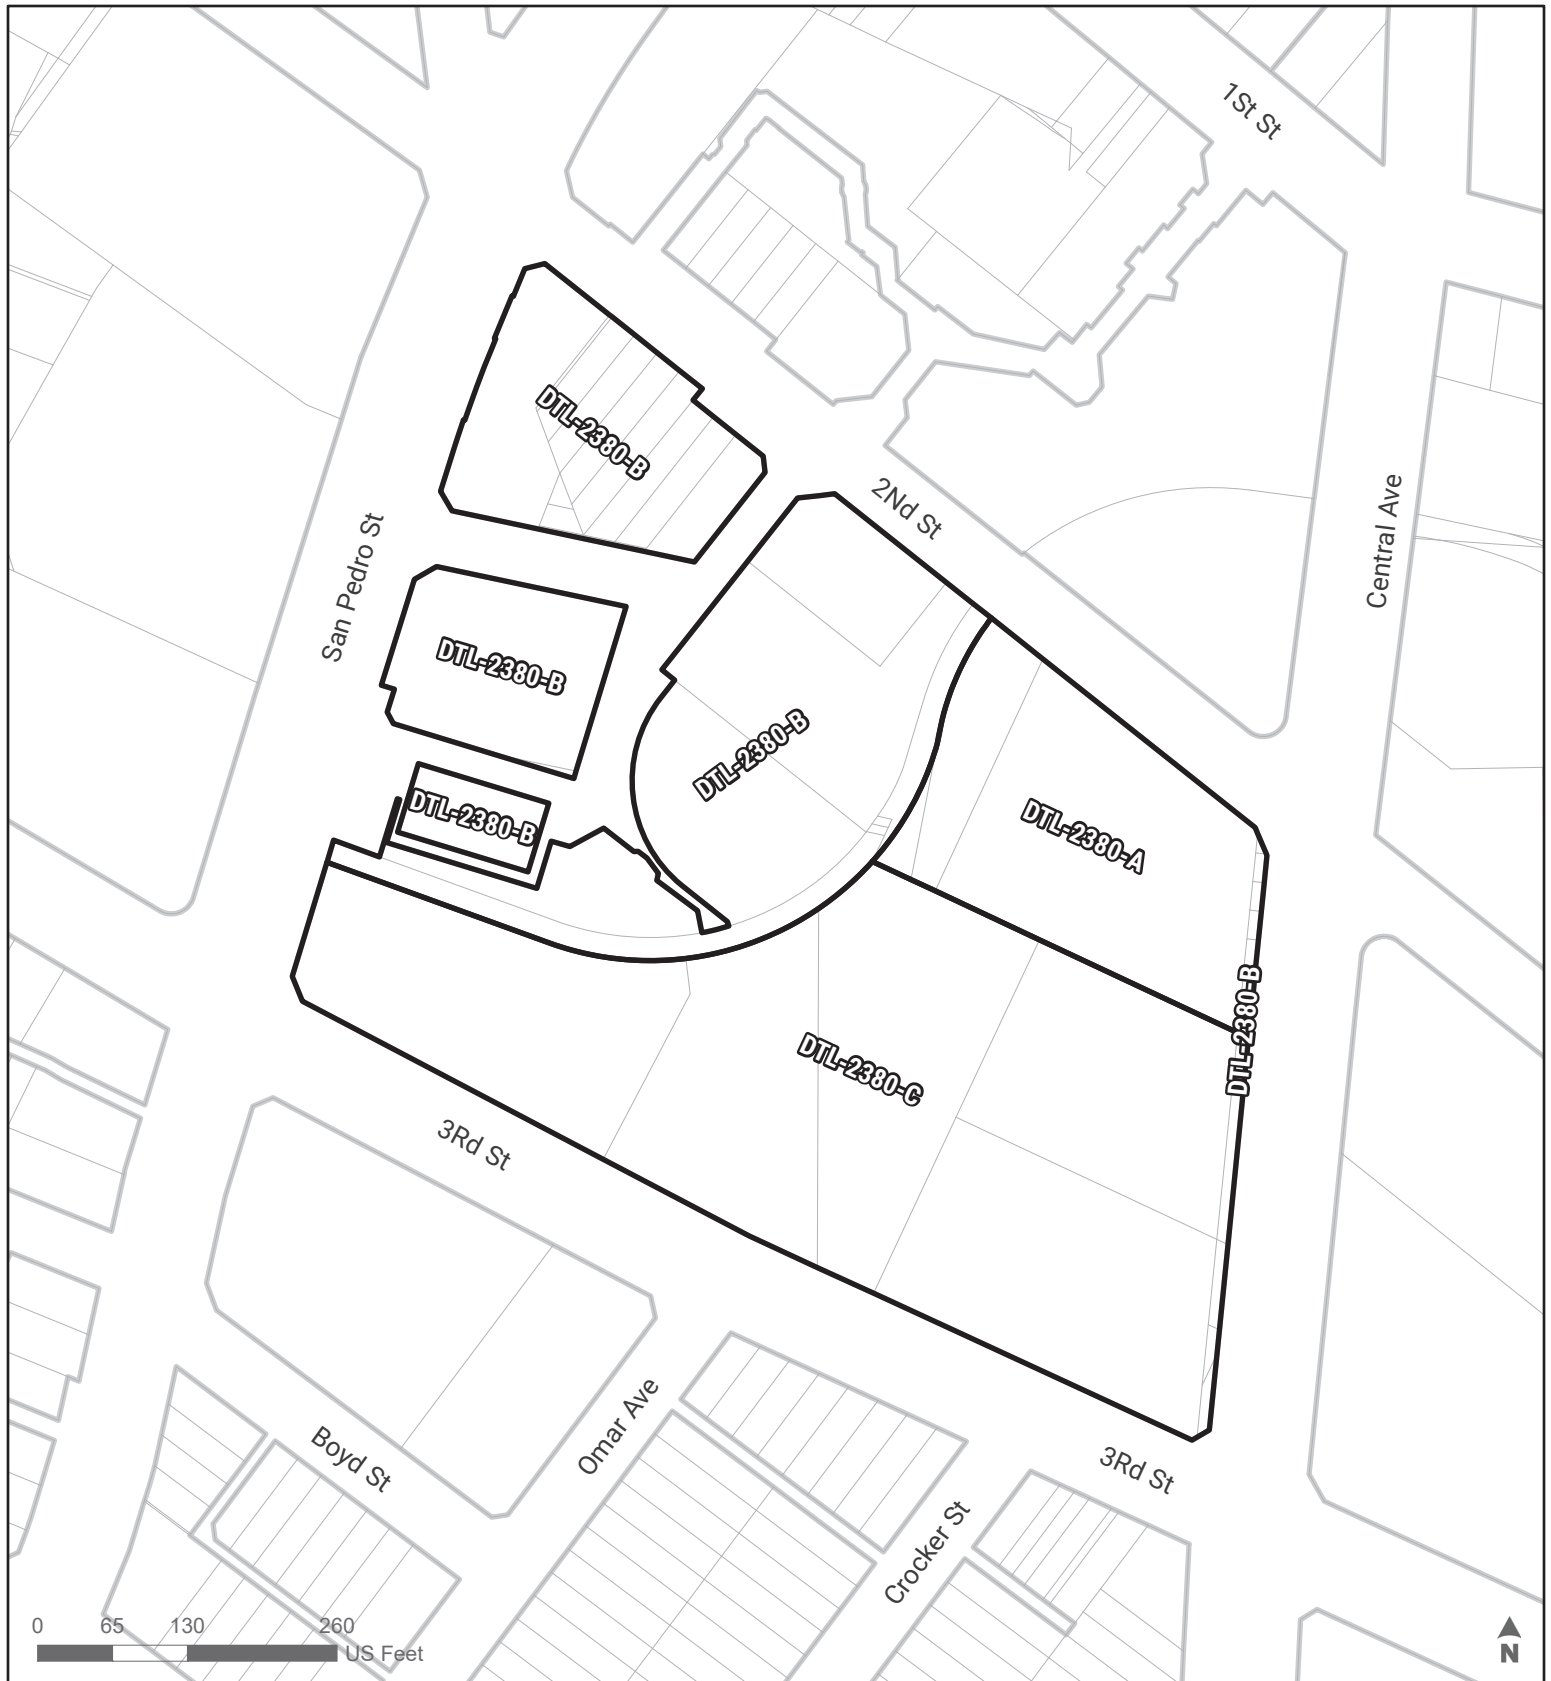 1St St
DTL-2380-B
2Nd St
Central Ave
San Pedro St
DTL-2380-B
DTL-2380-B
DTL-2380-B
DTL-2380-A
DTL-2380-B
DTL-2380-C
3Rd St
Omar Ave
Boyd St
3Rd St
Crocker St
0 65 130 260
US Feet
N